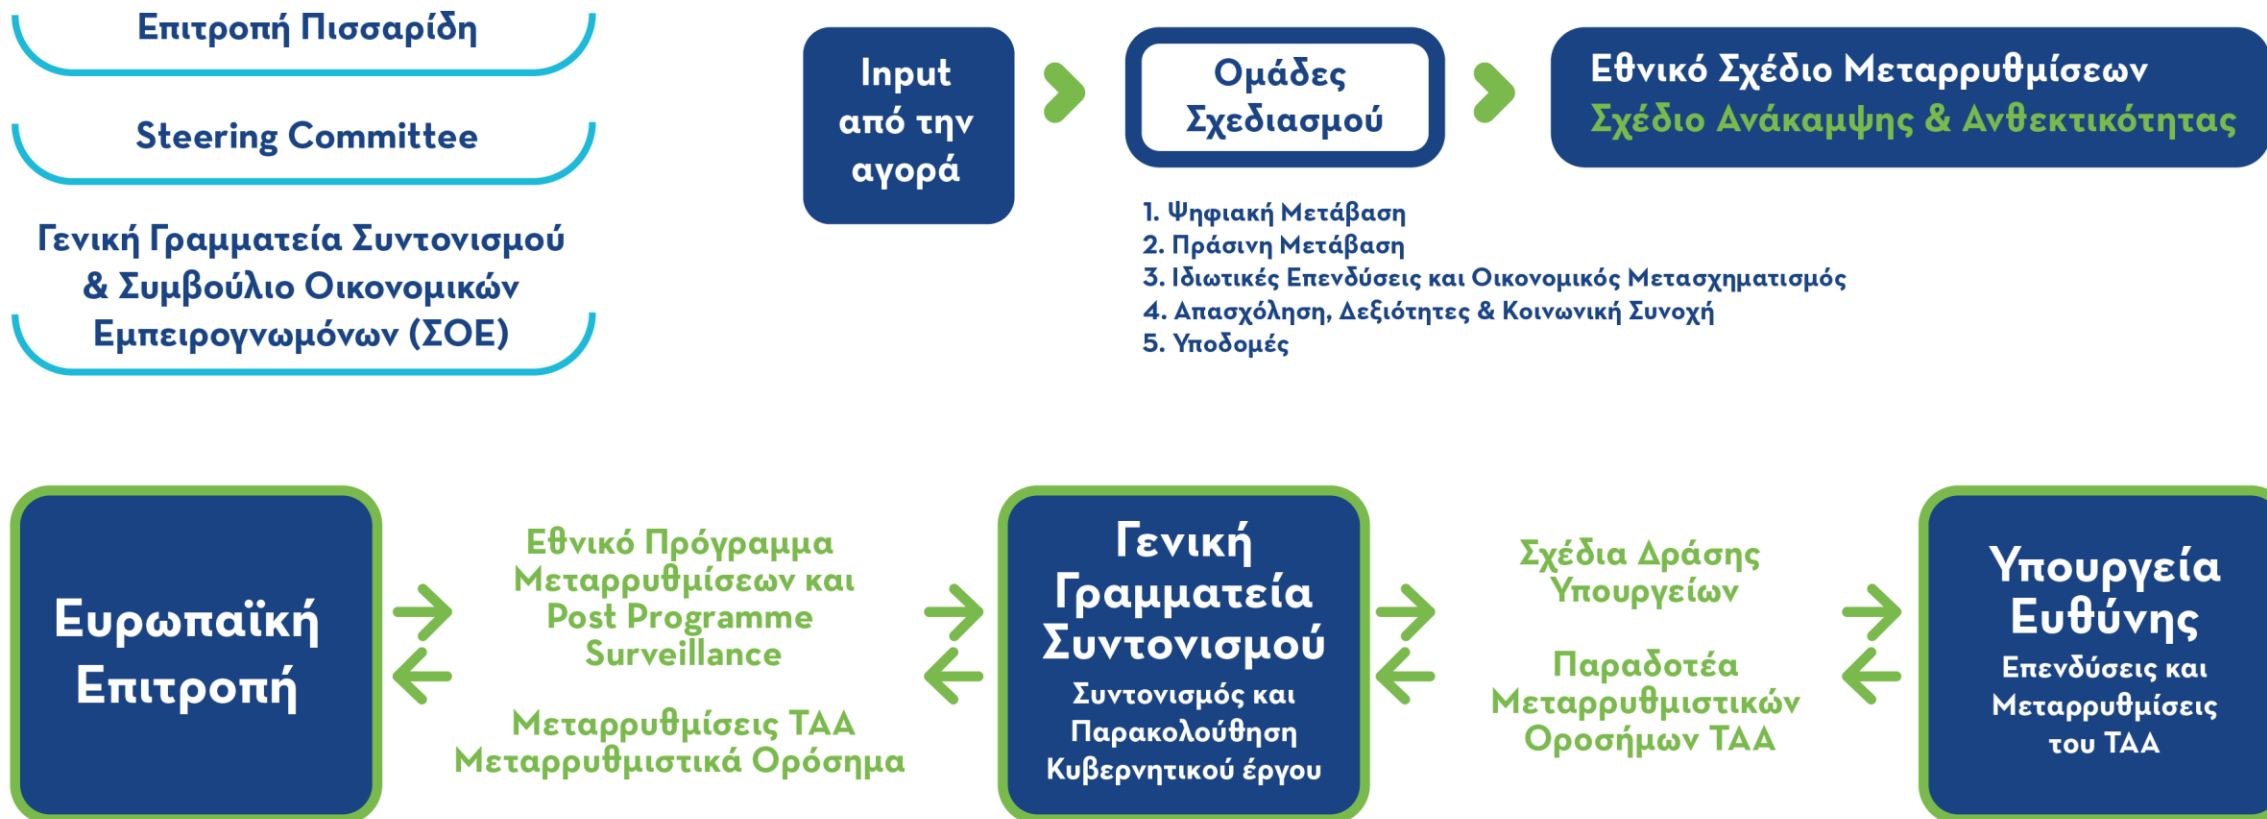 Επιτροπή Πισσαρίδη
Steering Committee
Γενική Γραμματεία Συντονισμού
& Συμβούλιο Οικονομικών
Εμπειρογνωμόνων (ΣΟΕ)
Input
από την
αγορά
Ομάδες
Σχεδιασμού
Εθνικό Σχέδιο Μεταρρυθμίσεων
Σχέδιο Ανάκαμψης & Ανθεκτικότητας
1. Ψηφιακή Μετάβαση
2. Πράσινη Μετάβαση
3. Ιδιωτικές Επενδύσεις και Οικονομικός Μετασχηματισμός
4. Απασχόληση, Δεξιότητες & Κοινωνική Συνοχή
5. Υποδομές
Ευρωπαϊκή
Επιτροπή
Εθνικό Πρόγραμμα
Μεταρρυθμίσεων και
Post Programme
Surveillance
Μεταρρυθμίσεις ΤΑΑ
Μεταρρυθμιστικά Ορόσημα
Γενική
Γραμματεία
Συντονισμού
Συντονισμός και
Παρακολούθηση
Κυβερνητικού έργου
Σχέδια Δράσης
Υπουργείων
Παραδοτέα
Μεταρρυθμιστικών
Οροσήμων ΤΑΑ
Υπουργεία
Ευθύνης
Επενδύσεις και
Μεταρρυθμίσεις
του ΤΑΑ